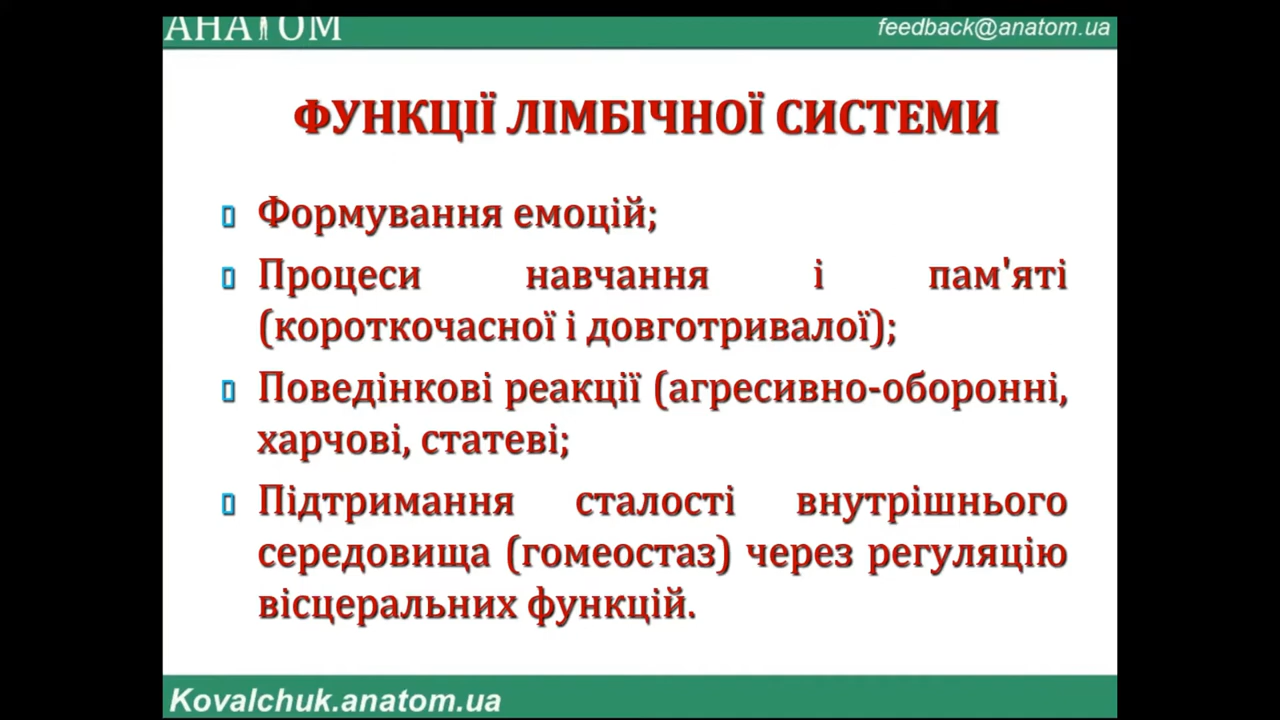 АНАТОМ
feedback@anatom.ua
ФУНКЦІЇ ЛІМБІЧНОЇ СИСТЕМИ
Формування емоцій;
Процеси навчання і пам'яті
(короткочасної і довготривалої);
Поведінкові реакції (агресивно-оборонні,
харчові, статеві;
Підтримання сталості внутрішнього
середовища (гомеостаз) через регуляцію
вісцеральних функцій.
Kovalchuk.anatom.ua